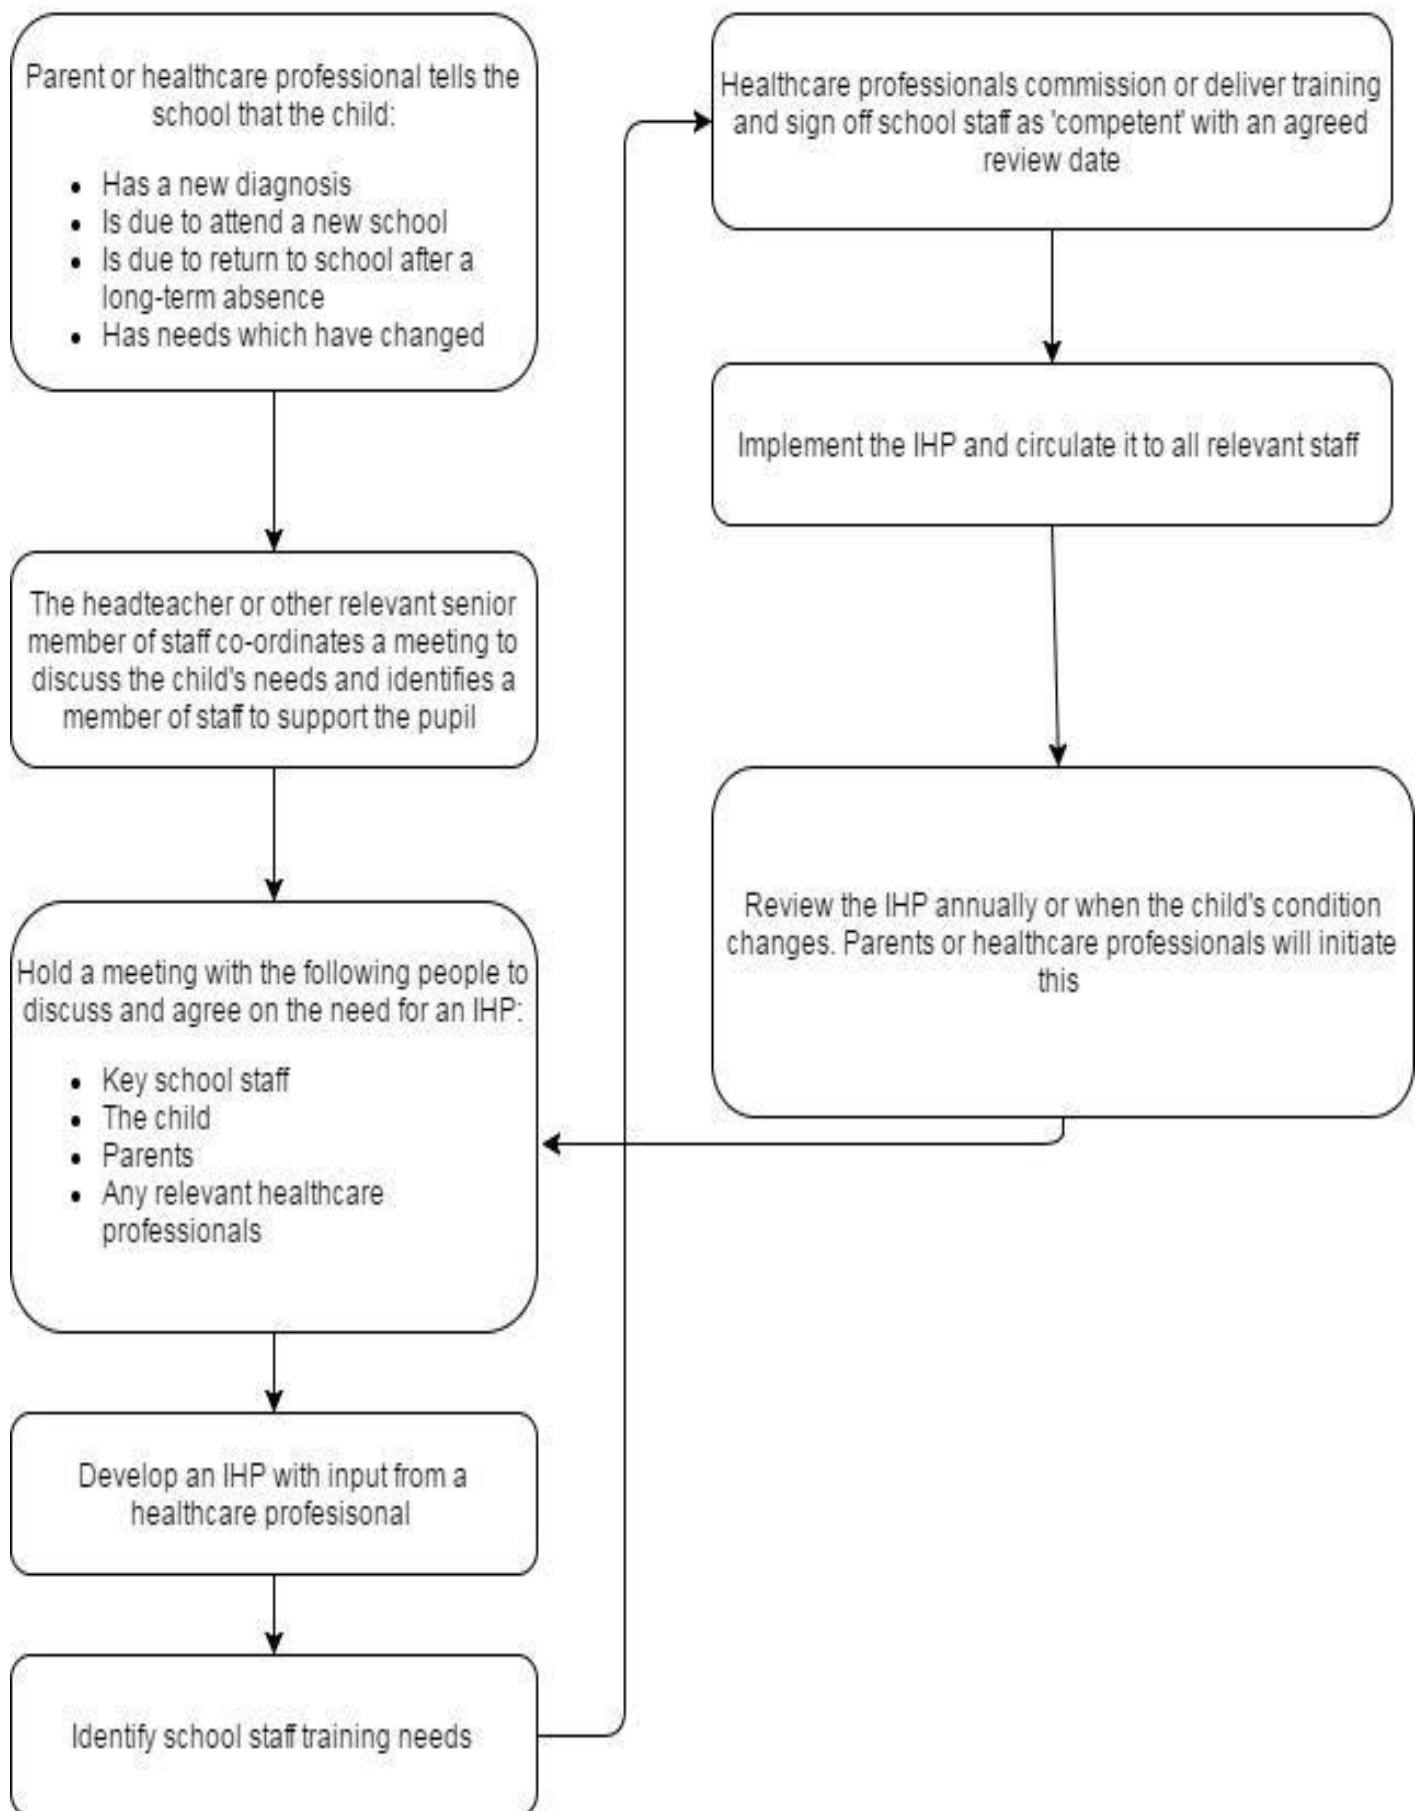 Parent or healthcare professional tells the
school that the child:
• Has a new diagnosis
• Is due to attend a new school
• Is due to return to school after a
long-term absence
• Has needs which have changed
The headteacher or other relevant senior
member of staff co-ordinates a meeting to
discuss the child's needs and identifies a
member of staff to support the pupil
Hold a meeting with the following people to
discuss and agree on the need for an IHP:
• Key school staff
• The child
• Parents
• Any relevant healthcare
professionals
Develop an IHP with input from a
healthcare profesisonal
Identify school staff training needs
Healthcare professionals commission or deliver training
and sign off school staff as 'competent' with an agreed
review date
Implement the IHP and circulate it to all relevant staff
Review the IHP annually or when the child's condition
changes. Parents or healthcare professionals will initiate
this